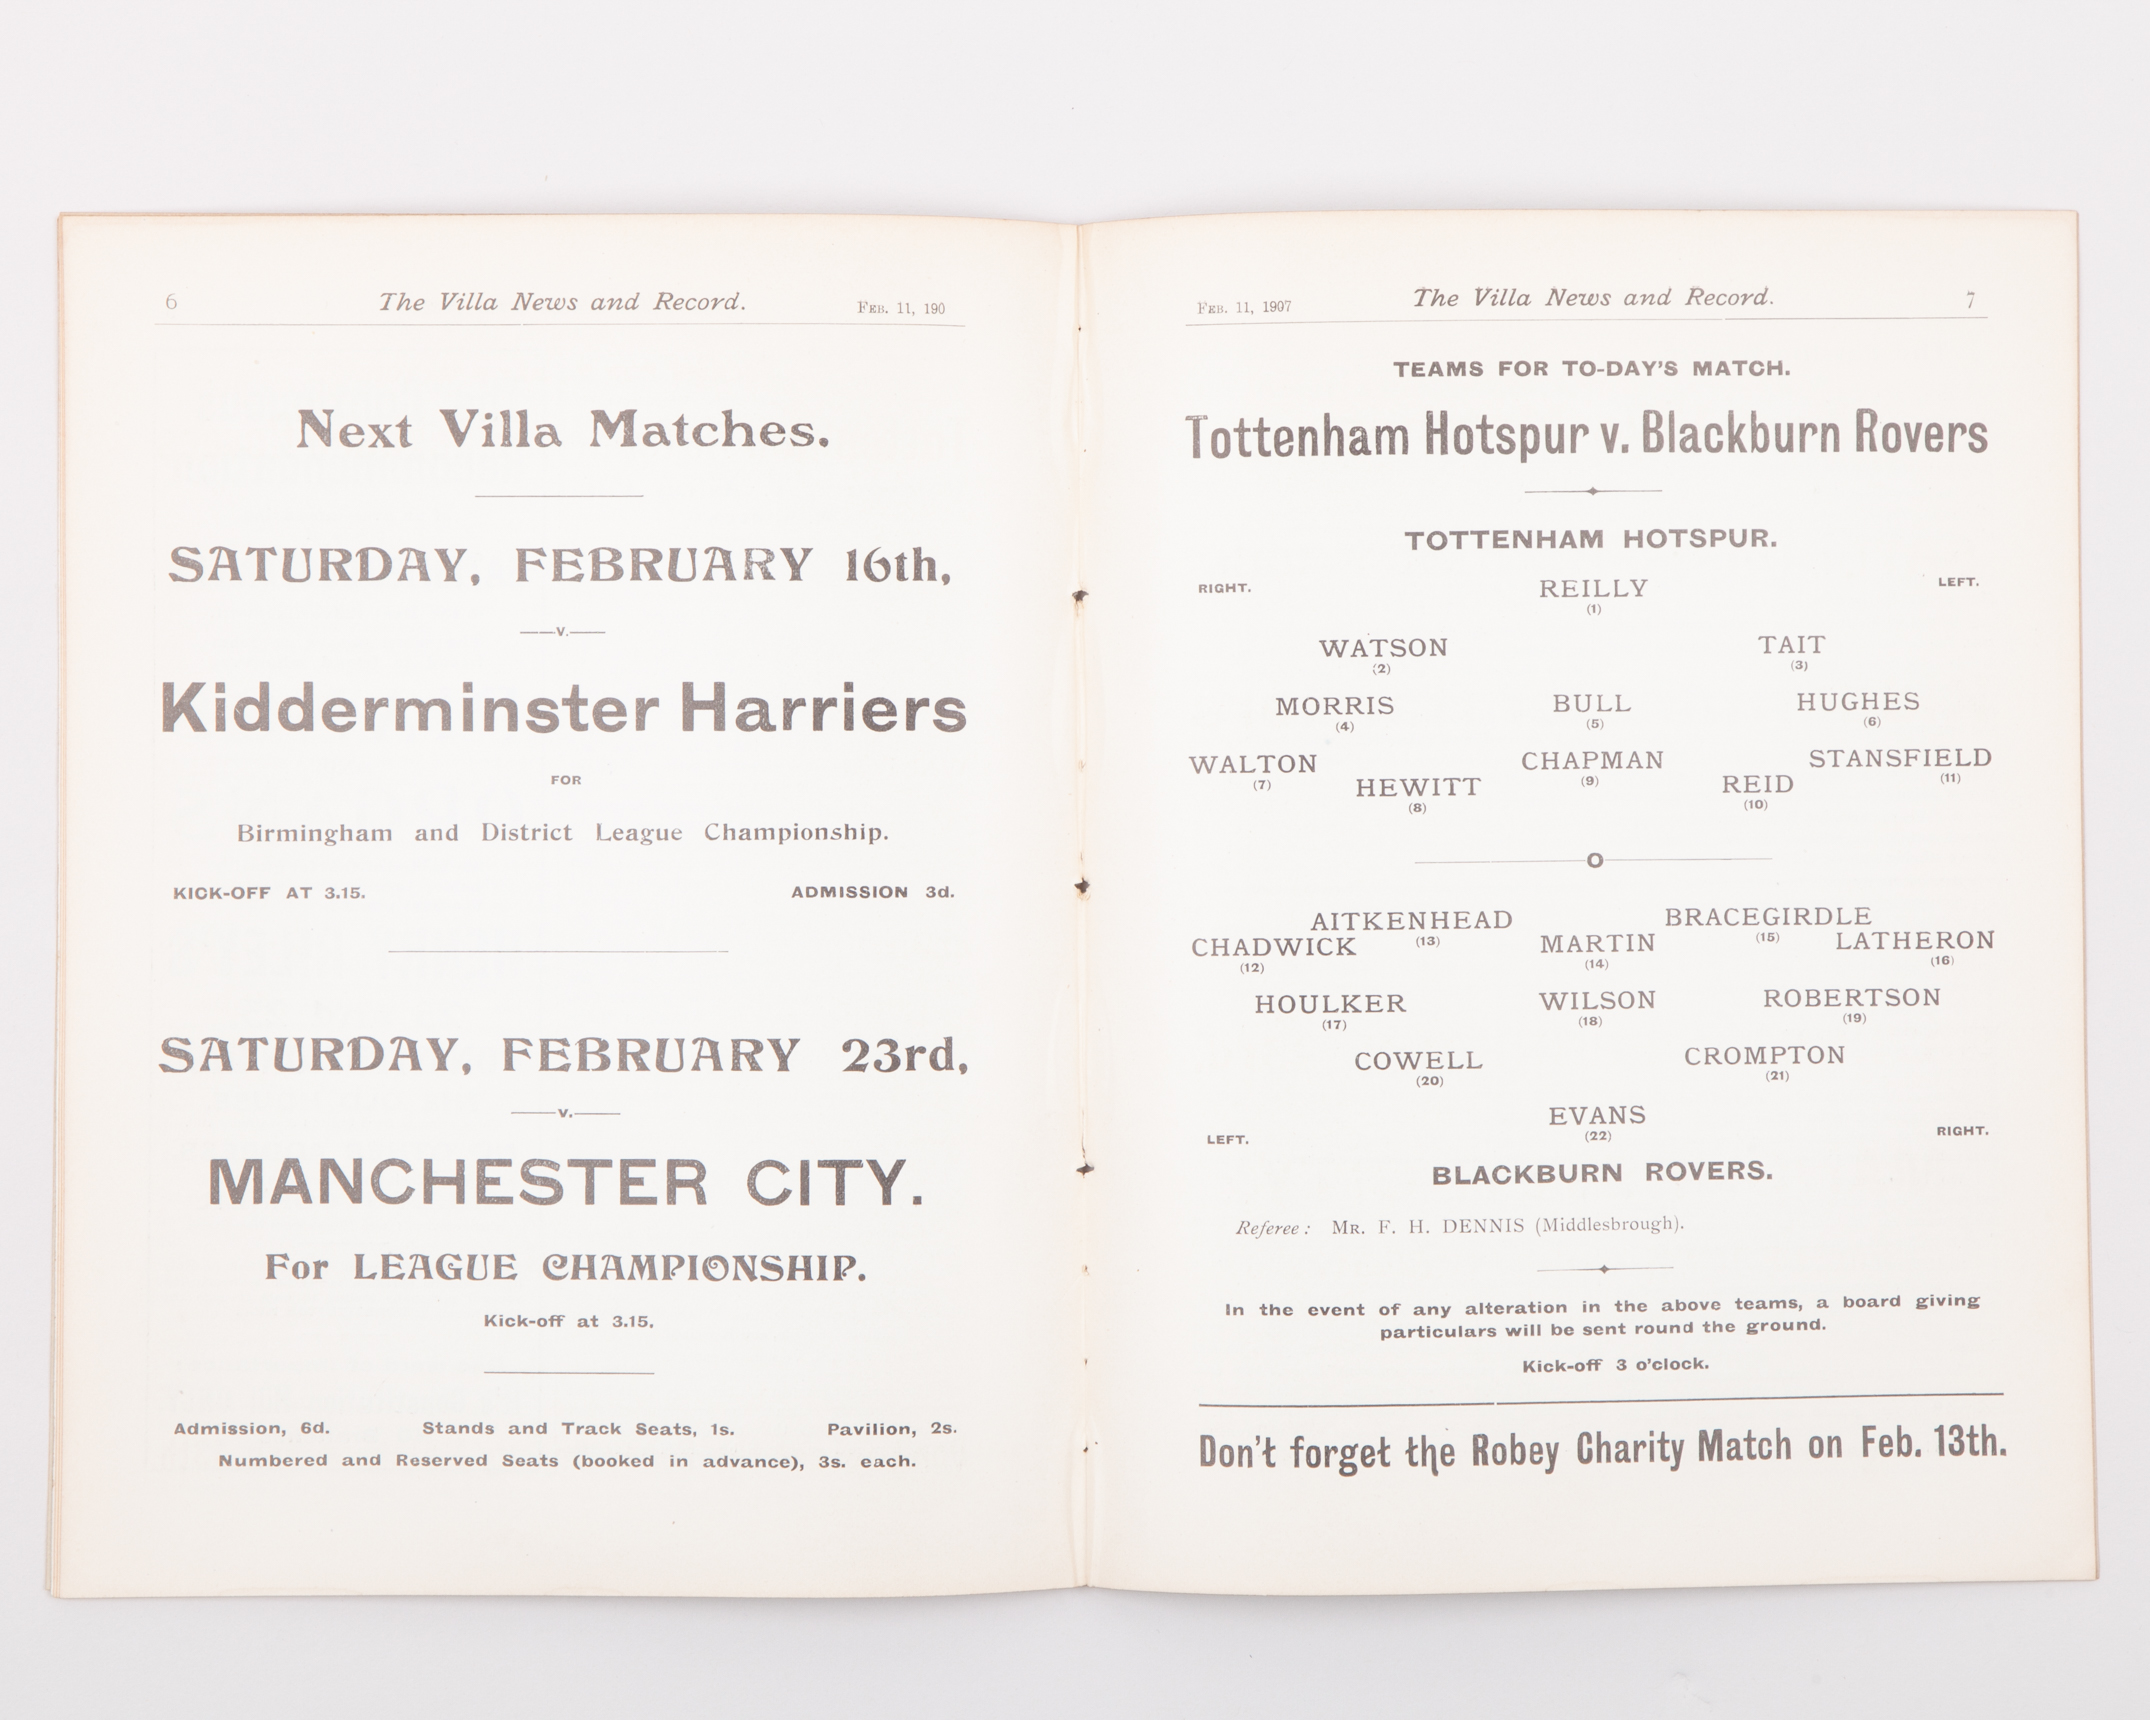 6 The Villa News and Record. FEB. 11, 190
Next Villa Matches.
SATURDAY, FEBRUARY 16th,
v.
Kidderminster Harriers
FOR
Birmingham and District League Championship.
KICK-OFF AT 3.15. ADMISSION 3d.
SATURDAY, FEBRUARY 23rd,
v.
MANCHESTER CITY.
For LEAGUE CHAMPIONSHIP.
Kick-off at 3.15.
Admission, 6d. Stands and Track Seats, 1s. Pavilion, 2s.
Numbered and Reserved Seats (booked in advance), 3s. each.
FEB. 11, 1907 The Villa News and Record. 7
TEAMS FOR TO-DAY'S MATCH.
Tottenham Hotspur v. Blackburn Rovers
TOTTENHAM HOTSPUR.
RIGHT. REILLY LEFT.
(1)
WATSON TAIT
(2) (3)
MORRIS BULL HUGHES
(4) (5) (6)
WALTON CHAPMAN STANSFIELD
(7) (9) (11)
HEWITT REID
(8) (10)
O
AITKENHEAD BRACEGIRDLE
(13) (15)
CHADWICK MARTIN LATHERON
(12) (14) (16)
HOULKER WILSON ROBERTSON
(17) (18) (19)
COWELL CROMPTON
(20) (21)
EVANS
(22)
LEFT. RIGHT.
BLACKBURN ROVERS.
Referee: MR. F. H. DENNIS (Middlesbrough).
In the event of any alteration in the above teams, a board giving
particulars will be sent round the ground.
Kick-off 3 o'clock.
Don't forget the Robey Charity Match on Feb. 13th.